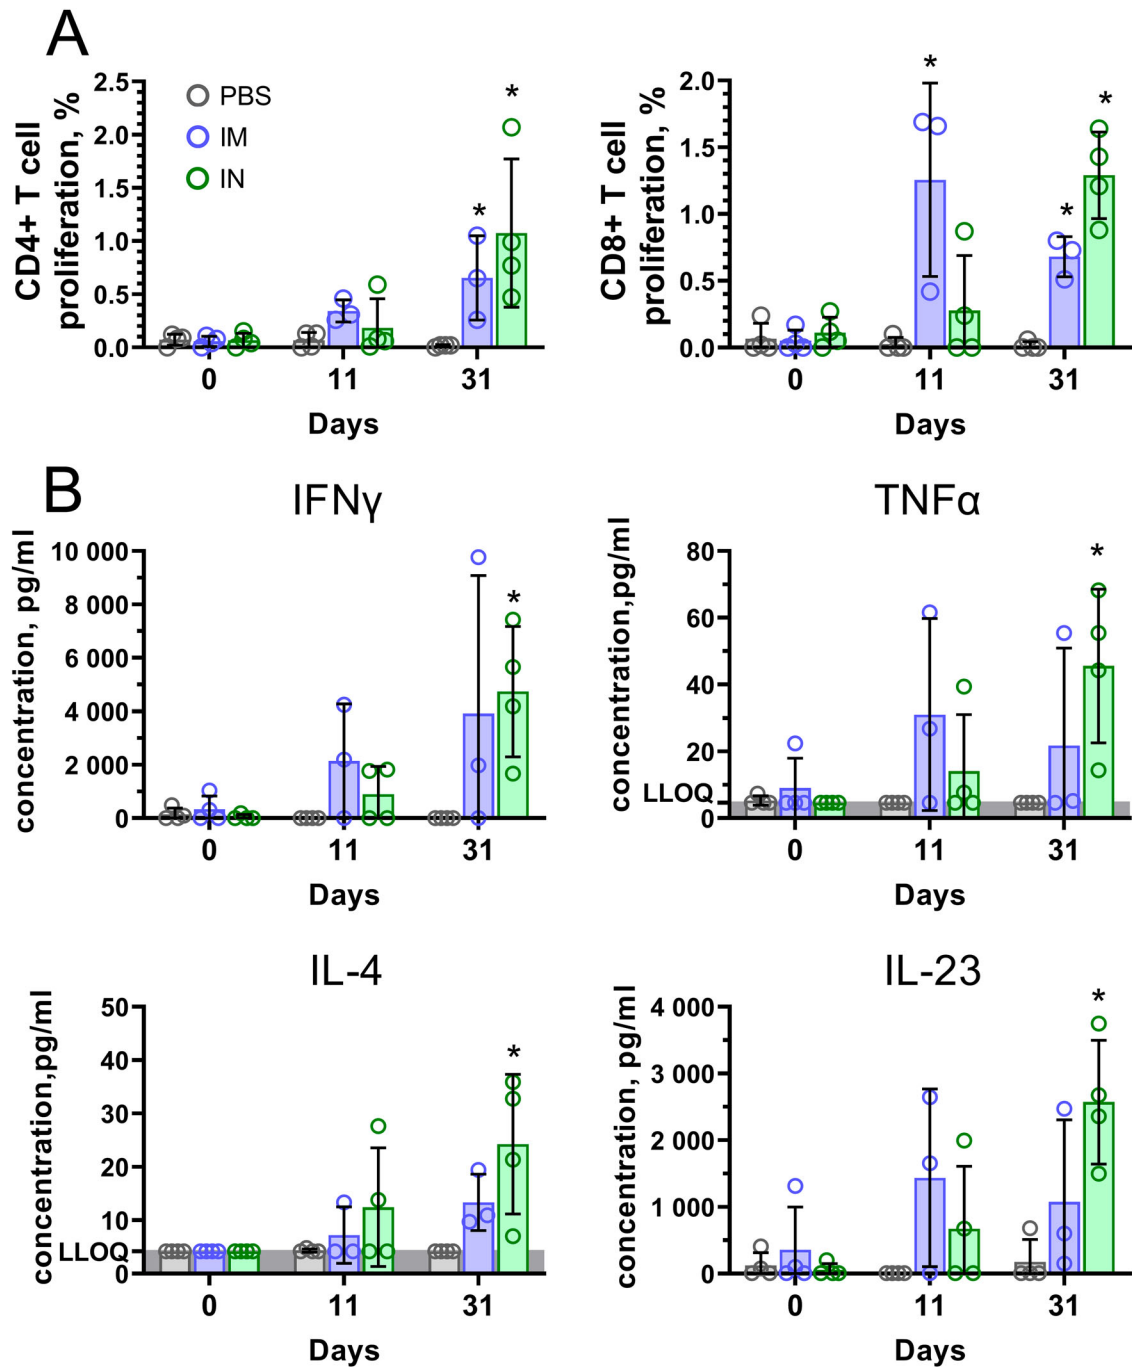 A
CD4+ T cell
proliferation, %
2.5
2.0
1.5
1.0
0.5
0.0
PBS
IM
IN
*
*
0
11
31
Days
CD8+ T cell
proliferation, %
2.0
1.5
1.0
0.5
0.0
*
*
*
0
11
31
Days
B
IFNγ
concentration, pg/ml
10 000
8 000
6 000
4 000
2 000
0
*
0
11
31
Days
TNFα
concentration,pg/ml
80
60
40
20
LLOQ
0
*
0
11
31
Days
IL-4
concentration,pg/ml
50
40
30
20
10
LLOQ
0
*
0
11
31
Days
IL-23
concentration, pg/ml
4 000
3 000
2 000
1 000
0
*
0
11
31
Days